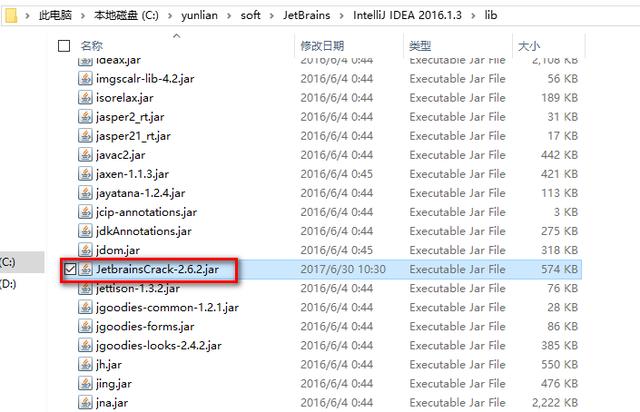 此电脑 > 本地磁盘 (C:) > yunlian > soft > JetBrains > IntelliJ IDEA 2016.1.3 > lib
名称 修改日期 类型 大小
ideax.jar 2016/6/4 0:44 Executable Jar File 2,108 KB
imgscalr-lib-4.2.jar 2016/6/4 0:44 Executable Jar File 56 KB
isorelax.jar 2016/6/4 0:44 Executable Jar File 189 KB
jasper2_rt.jar 2016/6/4 0:44 Executable Jar File 31 KB
jasper21_rt.jar 2016/6/4 0:44 Executable Jar File 17 KB
javac2.jar 2016/6/4 0:44 Executable Jar File 442 KB
jaxen-1.1.3.jar 2016/6/4 0:45 Executable Jar File 421 KB
jayatana-1.2.4.jar 2016/6/4 0:44 Executable Jar File 113 KB
jcip-annotations.jar 2016/6/4 0:44 Executable Jar File 3 KB
jdkAnnotations.jar 2016/6/4 0:44 Executable Jar File 275 KB
jdom.jar 2016/6/4 0:45 Executable Jar File 318 KB
(C:) JetbrainsCrack-2.6.2.jar 2017/6/30 10:30 Executable Jar File 574 KB
(D:) jettison-1.3.2.jar 2016/6/4 0:44 Executable Jar File 76 KB
jgoodies-common-1.2.1.jar 2016/6/4 0:44 Executable Jar File 28 KB
jgoodies-forms.jar 2016/6/4 0:44 Executable Jar File 86 KB
jgoodies-looks-2.4.2.jar 2016/6/4 0:44 Executable Jar File 385 KB
jh.jar 2016/6/4 0:44 Executable Jar File 550 KB
jing.jar 2016/6/4 0:44 Executable Jar File 476 KB
jna.jar 2016/6/4 0:44 Executable Jar File 2,222 KB